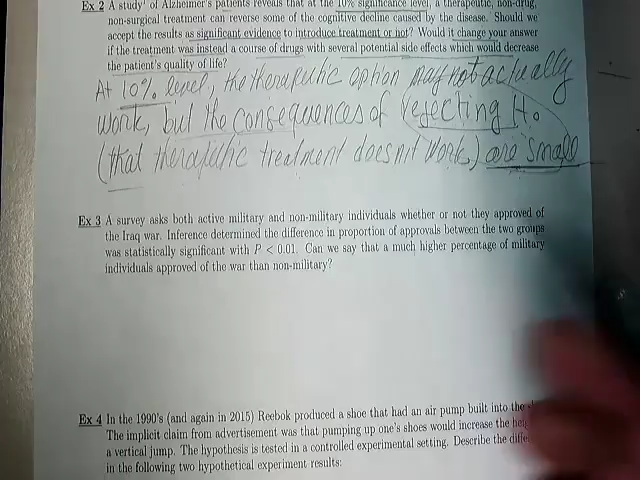 Ex 2 A study¹ of Alzheimer's patients reveals that at the 10% significance level, a therapeutic, non-drug,
non-surgical treatment can reverse some of the cognitive decline caused by the disease. Should we
accept the results as significant evidence to introduce treatment or not? Would it change your answer
if the treatment was instead a course of drugs with several potential side effects which would decrease
the patient's quality of life?
At 10% level, the therapeutic option may not actually
work, but the consequences of rejecting H₀
(that therapeutic treatment doesn't work) are small
Ex 3 A survey asks both active military and non-military individuals whether or not they approved of
the Iraq war. Inference determined the difference in proportion of approvals between the two groups
was statistically significant with P < 0.01. Can we say that a much higher percentage of military
individuals approved of the war than non-military?
Ex 4 In the 1990's (and again in 2015) Reebok produced a shoe that had an air pump built into the
The implicit claim from advertisement was that pumping up one's shoes would increase the
a vertical jump. The hypothesis is tested in a controlled experimental setting. Describe the
in the following two hypothetical experiment results: